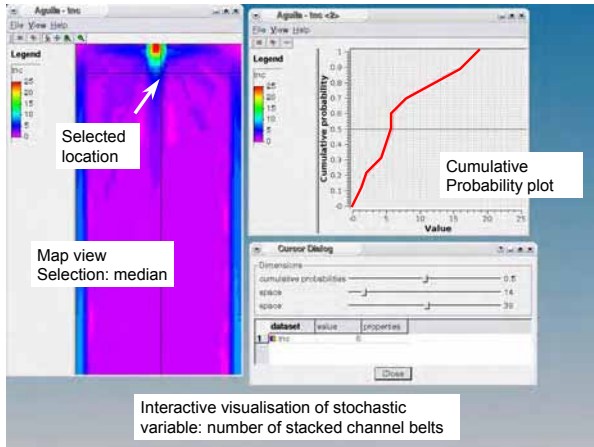 Aguila - tnc
File View Help
Legend
tnc
25
20
15
10
5
0
Selected
location
Map view
Selection: median
Aguila - tnc <2>
File View Help
Legend
tnc
25
20
15
10
5
0
Cumulative probability
1
0.9
0.8
0.7
0.6
0.5
0.4
0.3
0.2
0.1
0
0 5 10 15 20 25
Value
Cumulative
Probability plot
Cursor Dialog
Dimensions
cumulative probabilities 0.5
space 14
space 39
dataset value properties
1 tnc 6
Close
Interactive visualisation of stochastic
variable: number of stacked channel belts